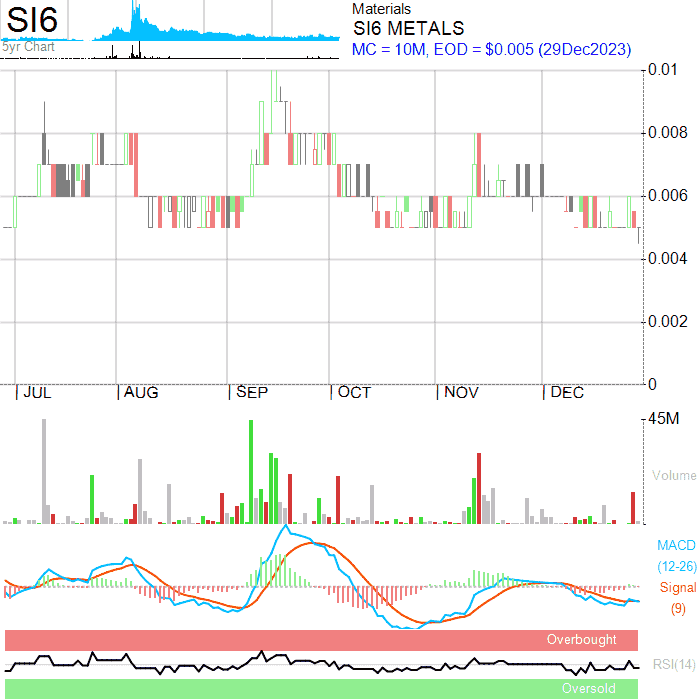 SI6
5yr Chart
Materials
SI6 METALS
MC = 10M, EOD = $0.005 (29Dec2023)
0.01
0.008
0.006
0.004
0.002
0
JUL AUG SEP OCT NOV DEC
45M
Volume
MACD
(12-26)
Signal
(9)
Overbought
RSI(14)
Oversold